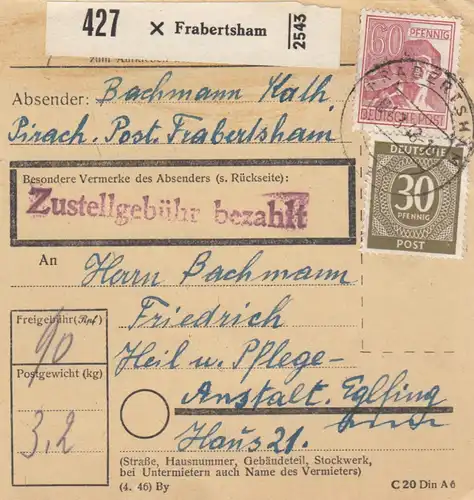 427 × Frabertsham 2543
60 PFENNIG
DEUTSCHE POST
Absender: Bachmann Kath.
Pirach. Post. Frabertsham
Besondere Vermerke des Absenders (s. Rückseite):
Zustellgebühr bezahlt
DEUTSCHE
30
PFENNIG
POST
An Herrn Bachmann
Friedrich
Freigebühr (Rpf)
90
Heil u. Pflege-
Postgewicht (kg)
Anstalt. Eglfing
3,2
Haus 21.
(Straße, Hausnummer, Gebäudeteil, Stockwerk,
bei Untermietern auch Name des Vermieters)
(4. 46) By C 20 Din A 6